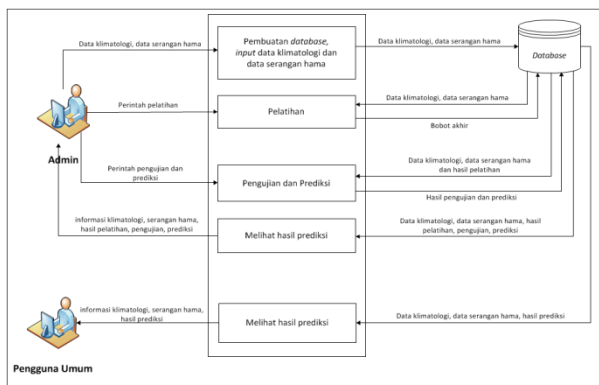 Data klimatologi, data serangan hama
Pembuatan database,
input data klimatologi dan
data serangan hama
Data klimatologi, data serangan hama
Database
Admin
Perintah pelatihan
Pelatihan
Data klimatologi, data serangan hama
Bobot akhir
Perintah pengujian dan
prediksi
Pengujian dan Prediksi
Data klimatologi, data serangan hama
dan hasil pelatihan
Hasil pengujian dan prediksi
informasi klimatologi, serangan hama,
hasil pelatihan, pengujian, prediksi
Melihat hasil prediksi
Data klimatologi, data serangan hama, hasil
pelatihan, pengujian, prediksi
informasi klimatologi, serangan hama,
hasil prediksi
Melihat hasil prediksi
Data klimatologi, data serangan hama, hasil prediksi
Pengguna Umum